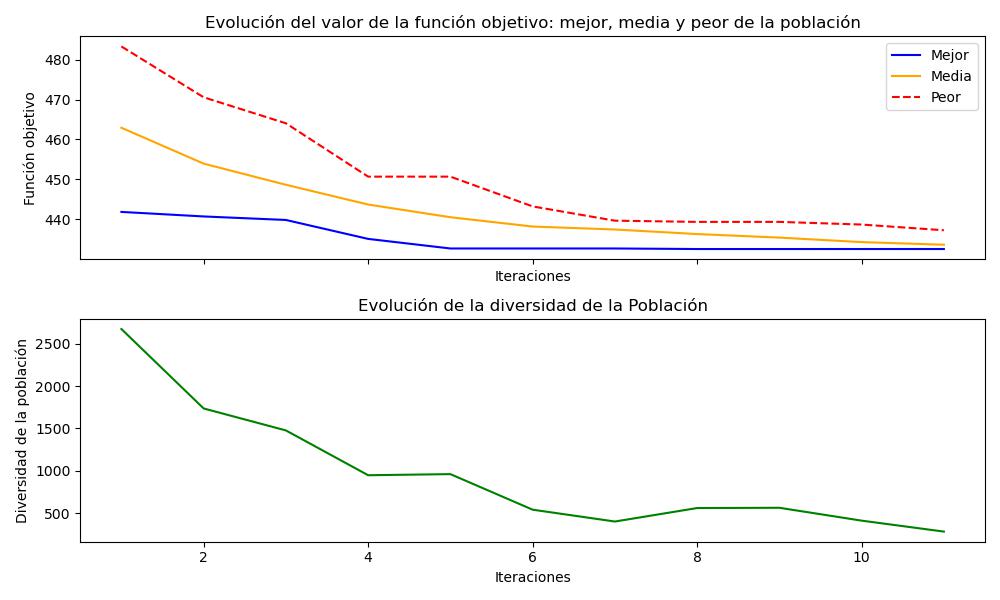 Evolución del valor de la función objetivo: mejor, media y peor de la población
Función objetivo
480
470
460
450
440
Mejor
Media
Peor
Iteraciones
Evolución de la diversidad de la Población
Diversidad de la población
2500
2000
1500
1000
500
2 4 6 8 10
Iteraciones